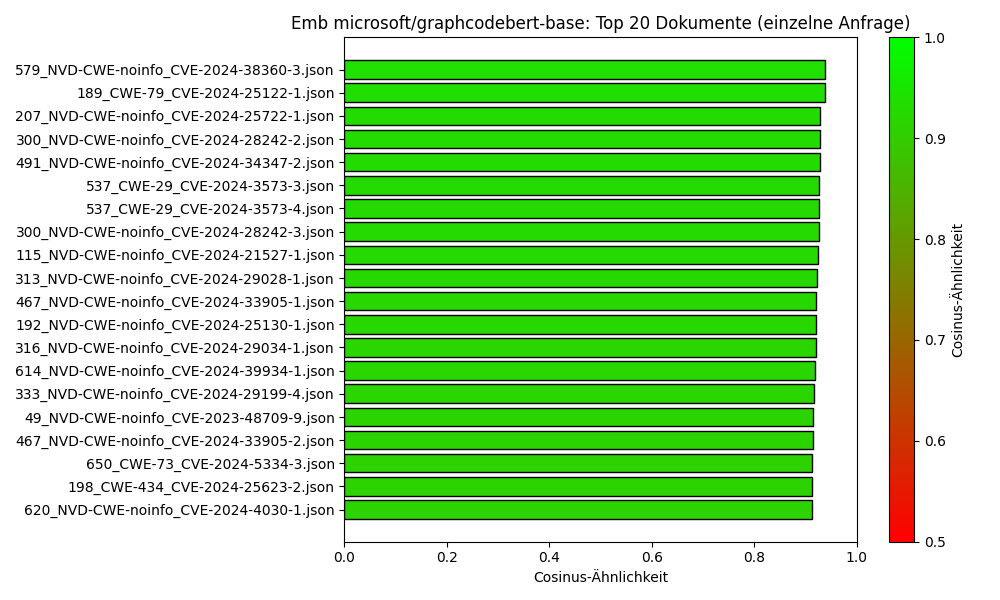 Emb microsoft/graphcodebert-base: Top 20 Dokumente (einzelne Anfrage)
579_NVD-CWE-noinfo_CVE-2024-38360-3.json
189_CWE-79_CVE-2024-25122-1.json
207_NVD-CWE-noinfo_CVE-2024-25722-1.json
300_NVD-CWE-noinfo_CVE-2024-28242-2.json
491_NVD-CWE-noinfo_CVE-2024-34347-2.json
537_CWE-29_CVE-2024-3573-3.json
537_CWE-29_CVE-2024-3573-4.json
300_NVD-CWE-noinfo_CVE-2024-28242-3.json
115_NVD-CWE-noinfo_CVE-2024-21527-1.json
313_NVD-CWE-noinfo_CVE-2024-29028-1.json
467_NVD-CWE-noinfo_CVE-2024-33905-1.json
192_NVD-CWE-noinfo_CVE-2024-25130-1.json
316_NVD-CWE-noinfo_CVE-2024-29034-1.json
614_NVD-CWE-noinfo_CVE-2024-39934-1.json
333_NVD-CWE-noinfo_CVE-2024-29199-4.json
49_NVD-CWE-noinfo_CVE-2023-48709-9.json
467_NVD-CWE-noinfo_CVE-2024-33905-2.json
650_CWE-73_CVE-2024-5334-3.json
198_CWE-434_CVE-2024-25623-2.json
620_NVD-CWE-noinfo_CVE-2024-4030-1.json
0.0 0.2 0.4 0.6 0.8 1.0
Cosinus-Ähnlichkeit
1.0
0.9
0.8
0.7
0.6
0.5
Cosinus-Ähnlichkeit